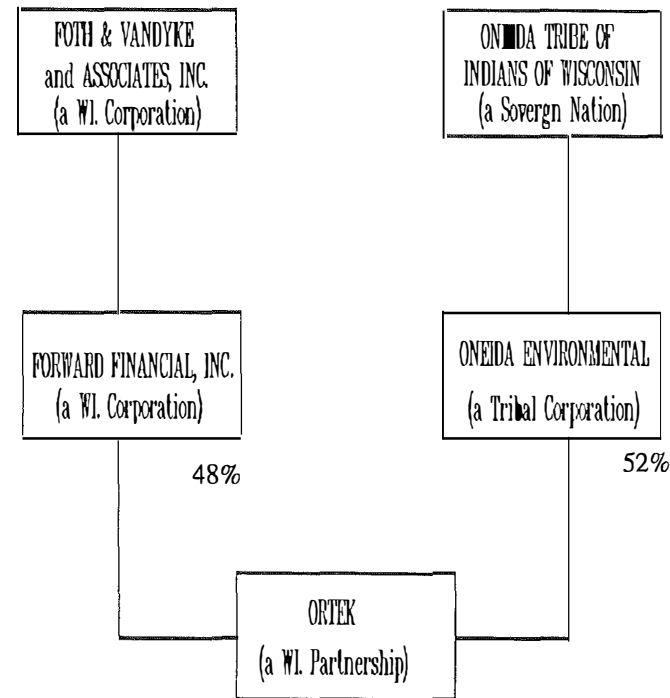 FOTH & VANDYKE
and ASSOCIATES, INC.
(a WI. Corporation)
ONEIDA TRIBE OF
INDIANS OF WISCONSIN
(a Sovergn Nation)
FORWARD FINANCIAL, INC.
(a WI. Corporation)
48%
ONEIDA ENVIRONMENTAL
(a Tribal Corporation)
52%
ORTEK
(a WI. Partnership)